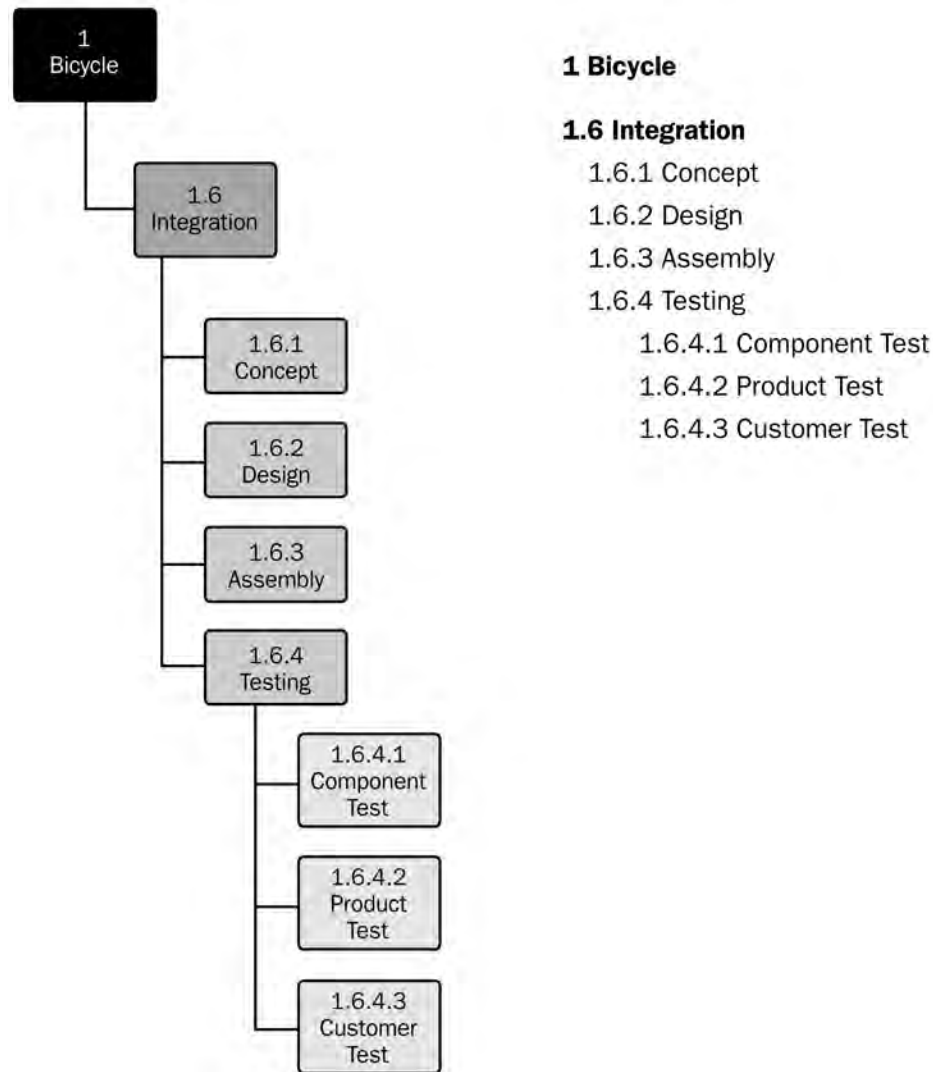 1
Bicycle
1.6
Integration
1.6.1
Concept
1.6.2
Design
1.6.3
Assembly
1.6.4
Testing
1.6.4.1
Component
Test
1.6.4.2
Product
Test
1.6.4.3
Customer
Test
1 Bicycle
1.6 Integration
1.6.1 Concept
1.6.2 Design
1.6.3 Assembly
1.6.4 Testing
1.6.4.1 Component Test
1.6.4.2 Product Test
1.6.4.3 Customer Test